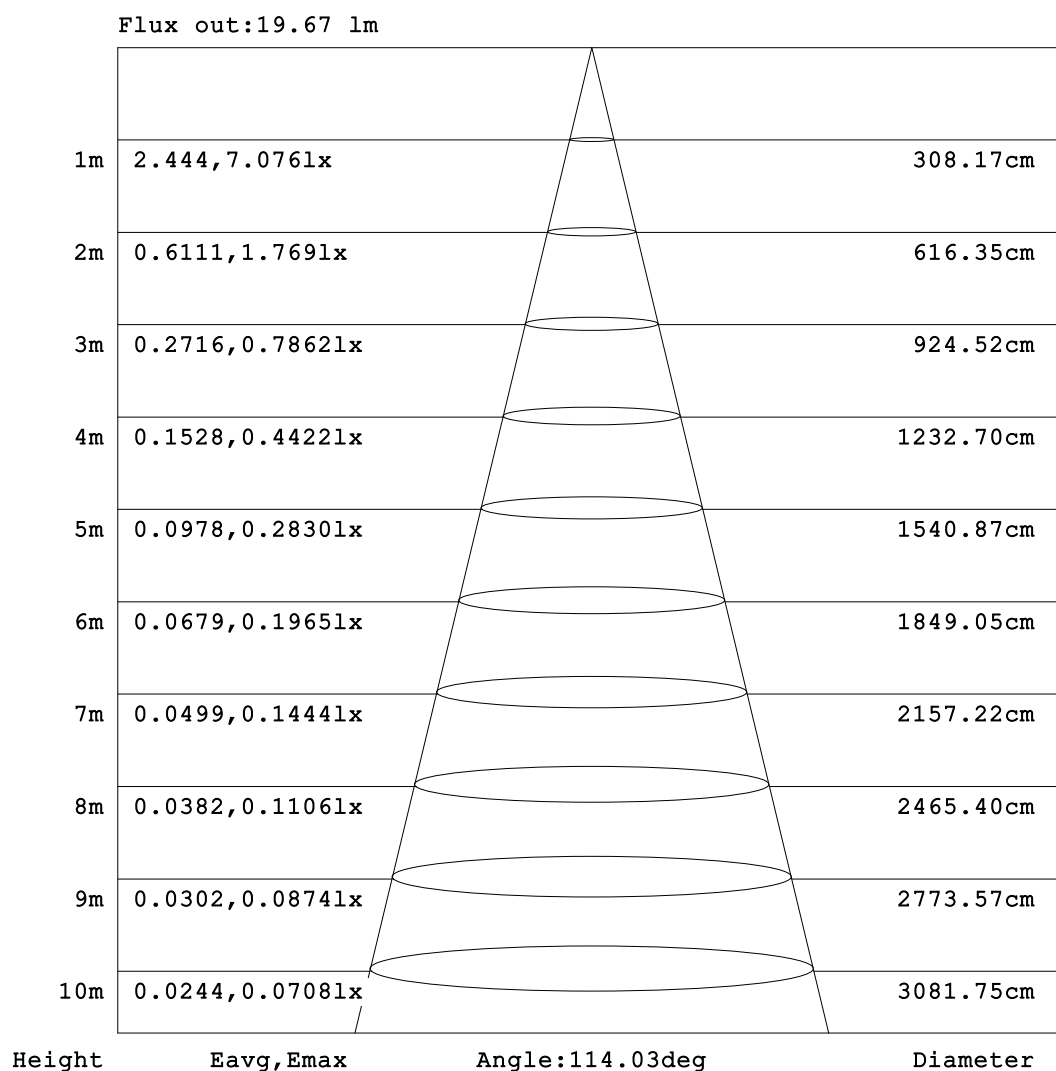 Flux out:19.67 lm
1m 2.444,7.076lx 308.17cm
2m 0.6111,1.769lx 616.35cm
3m 0.2716,0.7862lx 924.52cm
4m 0.1528,0.4422lx 1232.70cm
5m 0.0978,0.2830lx 1540.87cm
6m 0.0679,0.1965lx 1849.05cm
7m 0.0499,0.1444lx 2157.22cm
8m 0.0382,0.1106lx 2465.40cm
9m 0.0302,0.0874lx 2773.57cm
10m 0.0244,0.0708lx 3081.75cm
Height Eavg,Emax Angle:114.03deg Diameter